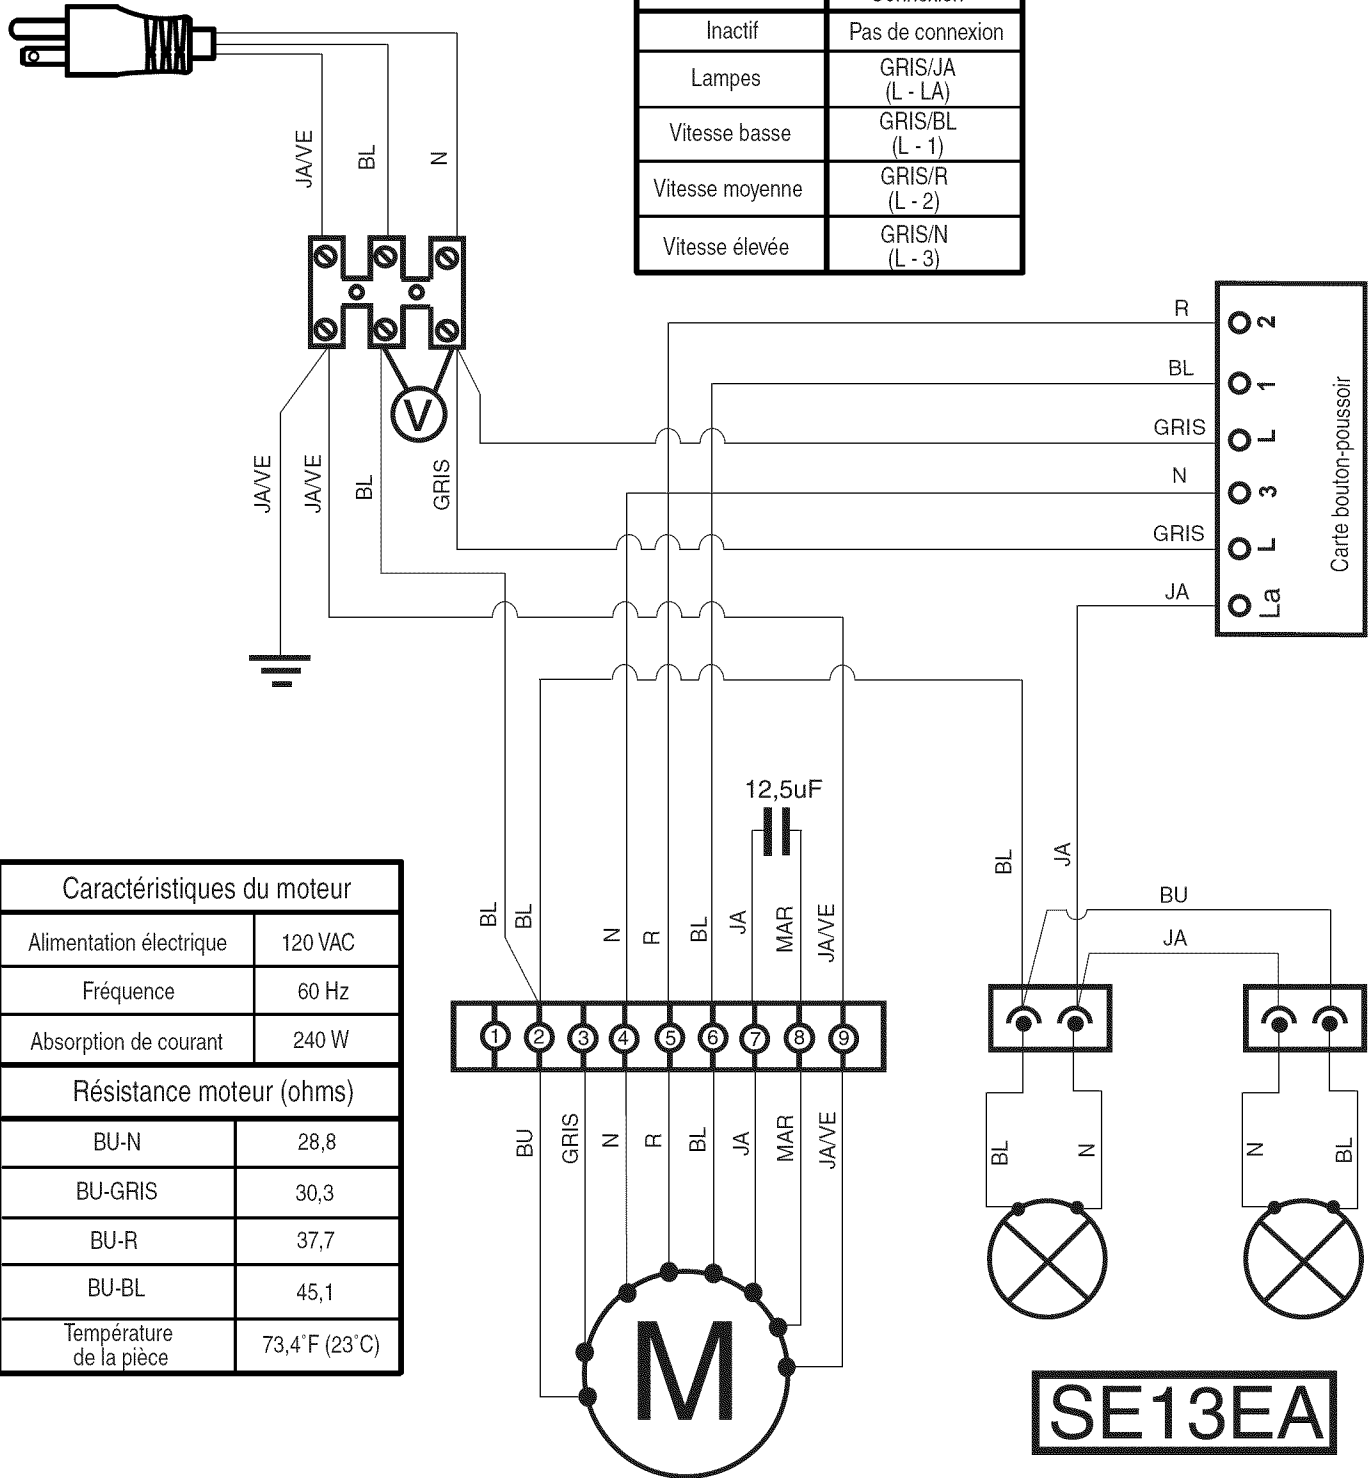 Connexion
Inactif Pas de connexion
Lampes GRIS/JA
(L - LA)
Vitesse basse GRIS/BL
(L - 1)
Vitesse moyenne GRIS/R
(L - 2)
Vitesse élevée GRIS/N
(L - 3)
JA/VE
BL
N
V
JA/VE
JA/VE
BL
GRIS
R
BL
GRIS
N
GRIS
JA
2
1
L
3
L
La
Carte bouton-poussoir
12,5uF
BL
BL
N
R
BL
JA
MAR
JA/VE
BL
JA
BU
JA
1 2 3 4 5 6 7 8 9
BU
GRIS
N
R
BL
JA
MAR
JA/VE
BL
N
N
BL
M
Caractéristiques du moteur
Alimentation électrique 120 VAC
Fréquence 60 Hz
Absorption de courant 240 W
Résistance moteur (ohms)
BU-N 28,8
BU-GRIS 30,3
BU-R 37,7
BU-BL 45,1
Température
de la pièce 73,4°F (23°C)
SE13EA